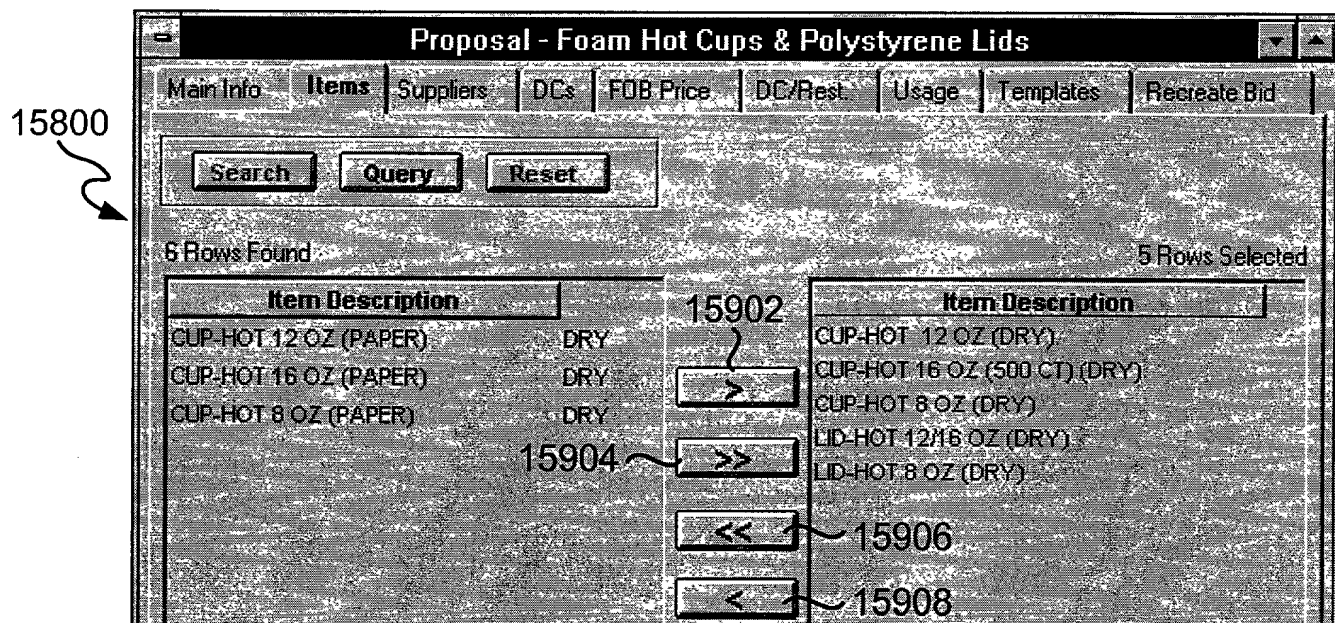 Proposal - Foam Hot Cups & Polystyrene Lids
Main Info Items Suppliers DCs FOB Price DC/Rest. Usage Templates Recreate Bid
15800
Search Query Reset
6 Rows Found 5 Rows Selected
Item Description Item Description
15902
CUP-HOT 12 OZ (PAPER) DRY CUP-HOT 12 OZ (DRY)
CUP-HOT 16 OZ (PAPER) DRY > CUP-HOT 16 OZ (500 CT) (DRY)
CUP-HOT 8 OZ (PAPER) DRY CUP-HOT 8 OZ (DRY)
LID-HOT 12/16 OZ (DRY)
15904 >> LID-HOT 8 OZ (DRY)
<< 15906
< 15908